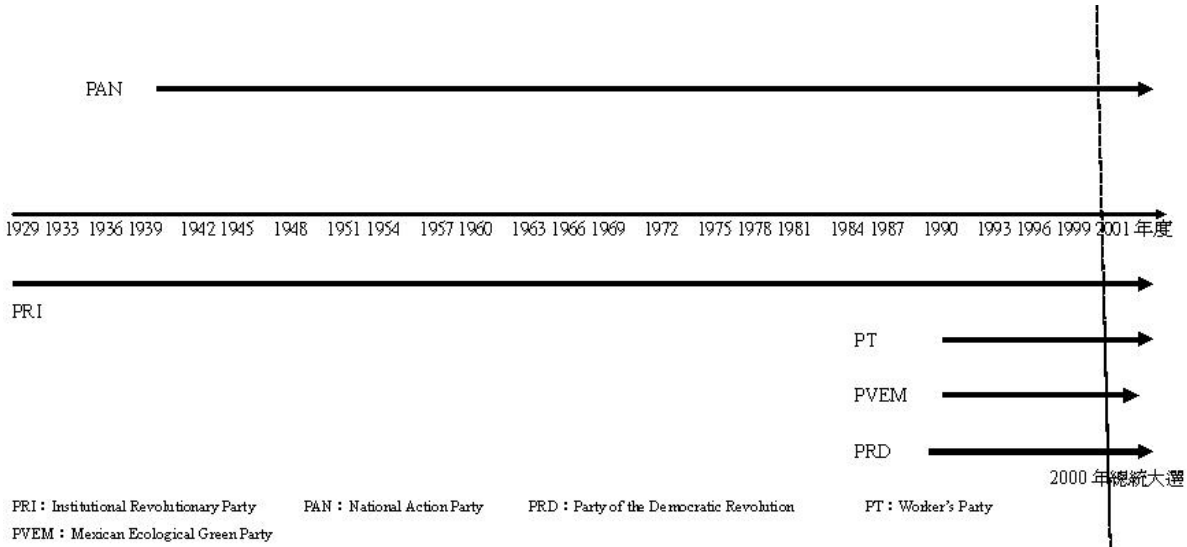 PAN
1929 1933 1936 1939 1942 1945 1948 1951 1954 1957 1960 1963 1966 1969 1972 1975 1978 1981 1984 1987 1990 1993 1996 1999 2001 年度
PRI
PT
PVEM
PRD
2000 年總統大選
PRI：Institutional Revolutionary Party PAN：National Action Party PRD：Party of the Democratic Revolution PT：Worker's Party
PVEM：Mexican Ecological Green Party